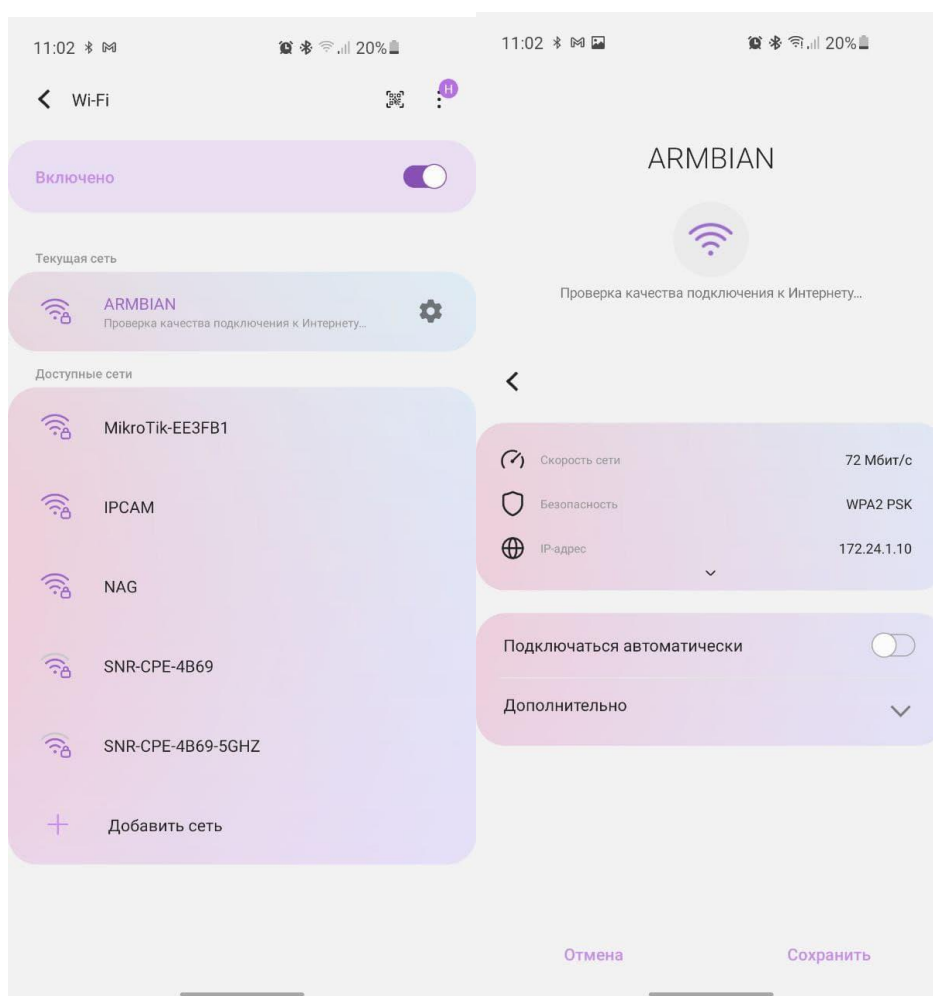 11:02 20%
Wi-Fi
H
Включено
Текущая сеть
ARMBIAN
Проверка качества подключения к Интернету...
Доступные сети
MikroTik-EE3FB1
IPCAM
NAG
SNR-CPE-4B69
SNR-CPE-4B69-5GHZ
Добавить сеть
11:02 20%
ARMBIAN
Проверка качества подключения к Интернету...
Скорость сети 72 Мбит/с
Безопасность WPA2 PSK
IP-адрес 172.24.1.10
Подключаться автоматически
Дополнительно
Отмена Сохранить